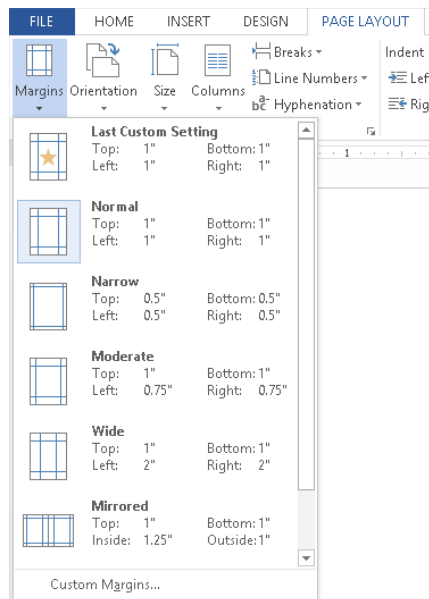 FILE HOME INSERT DESIGN PAGE LAYOUT
Margins Orientation Size Columns
Breaks
Line Numbers
Hyphenation
Indent
Last Custom Setting
Top: 1" Bottom: 1"
Left: 1" Right: 1"
Normal
Top: 1" Bottom: 1"
Left: 1" Right: 1"
Narrow
Top: 0.5" Bottom: 0.5"
Left: 0.5" Right: 0.5"
Moderate
Top: 1" Bottom: 1"
Left: 0.75" Right: 0.75"
Wide
Top: 1" Bottom: 1"
Left: 2" Right: 2"
Mirrored
Top: 1" Bottom: 1"
Inside: 1.25" Outside: 1"
Custom Margins...
1